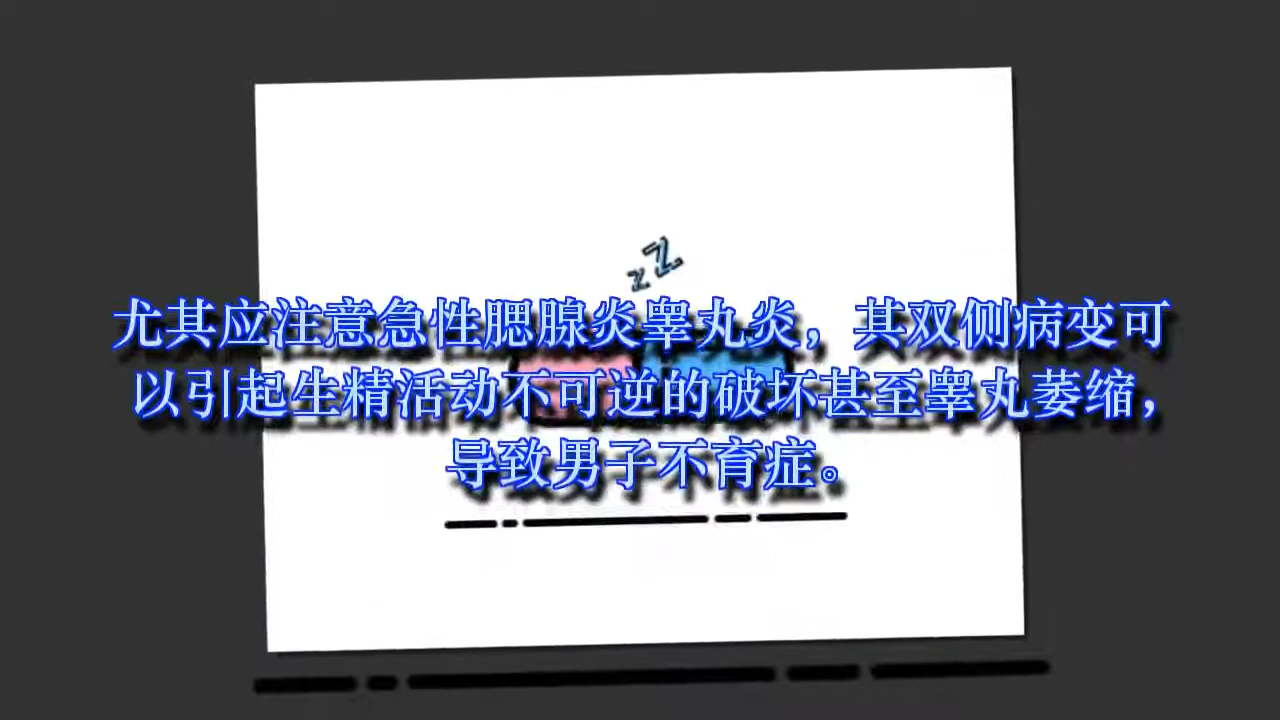 zZ
尤其应注意急性腮腺炎睾丸炎，其双侧病变可
以引起生精活动不可逆的破坏甚至睾丸萎缩，
导致男子不育症。